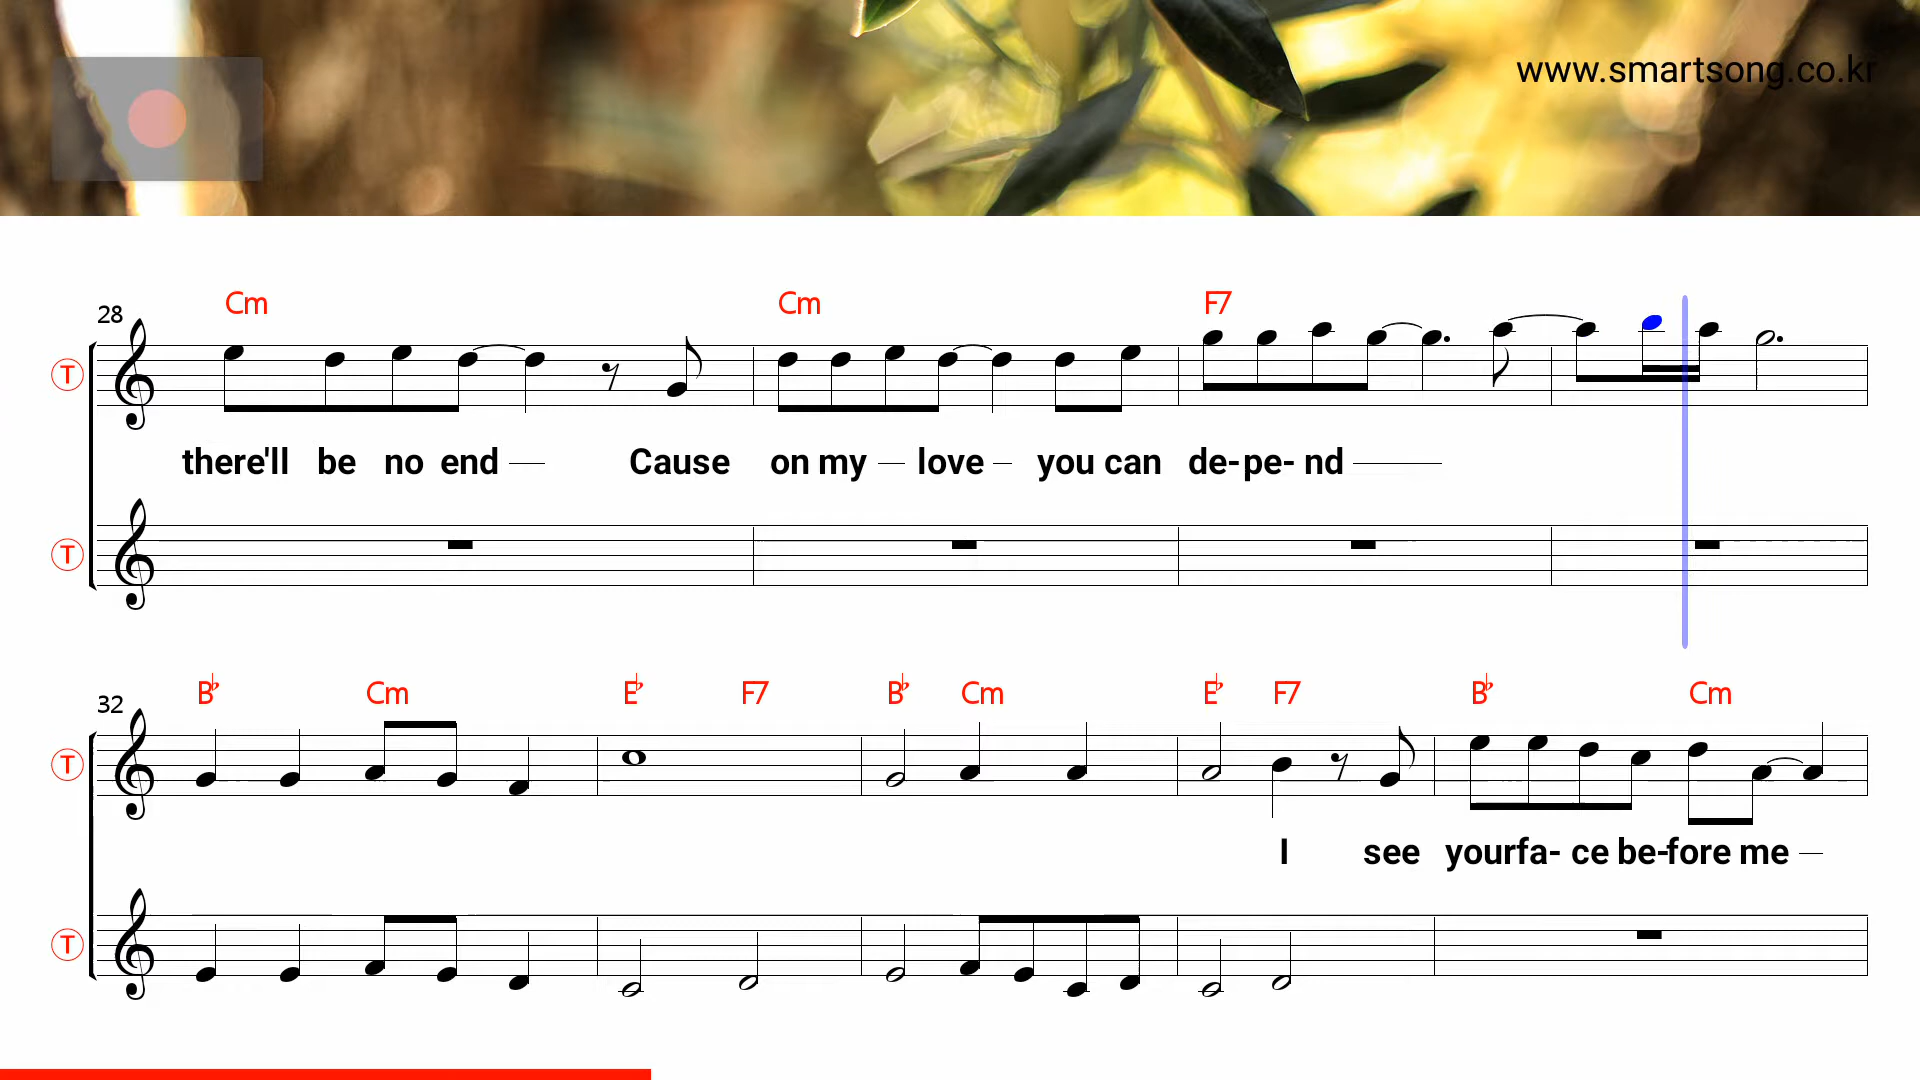 www.smartsong.co.kr
28 Cm Cm F7
T
there'll be no end Cause on my love you can de-pe- nd
T
32 B♭ Cm E♭ F7 B♭ Cm E♭ F7 B♭ Cm
T
I see yourfa- ce be-fore me
T